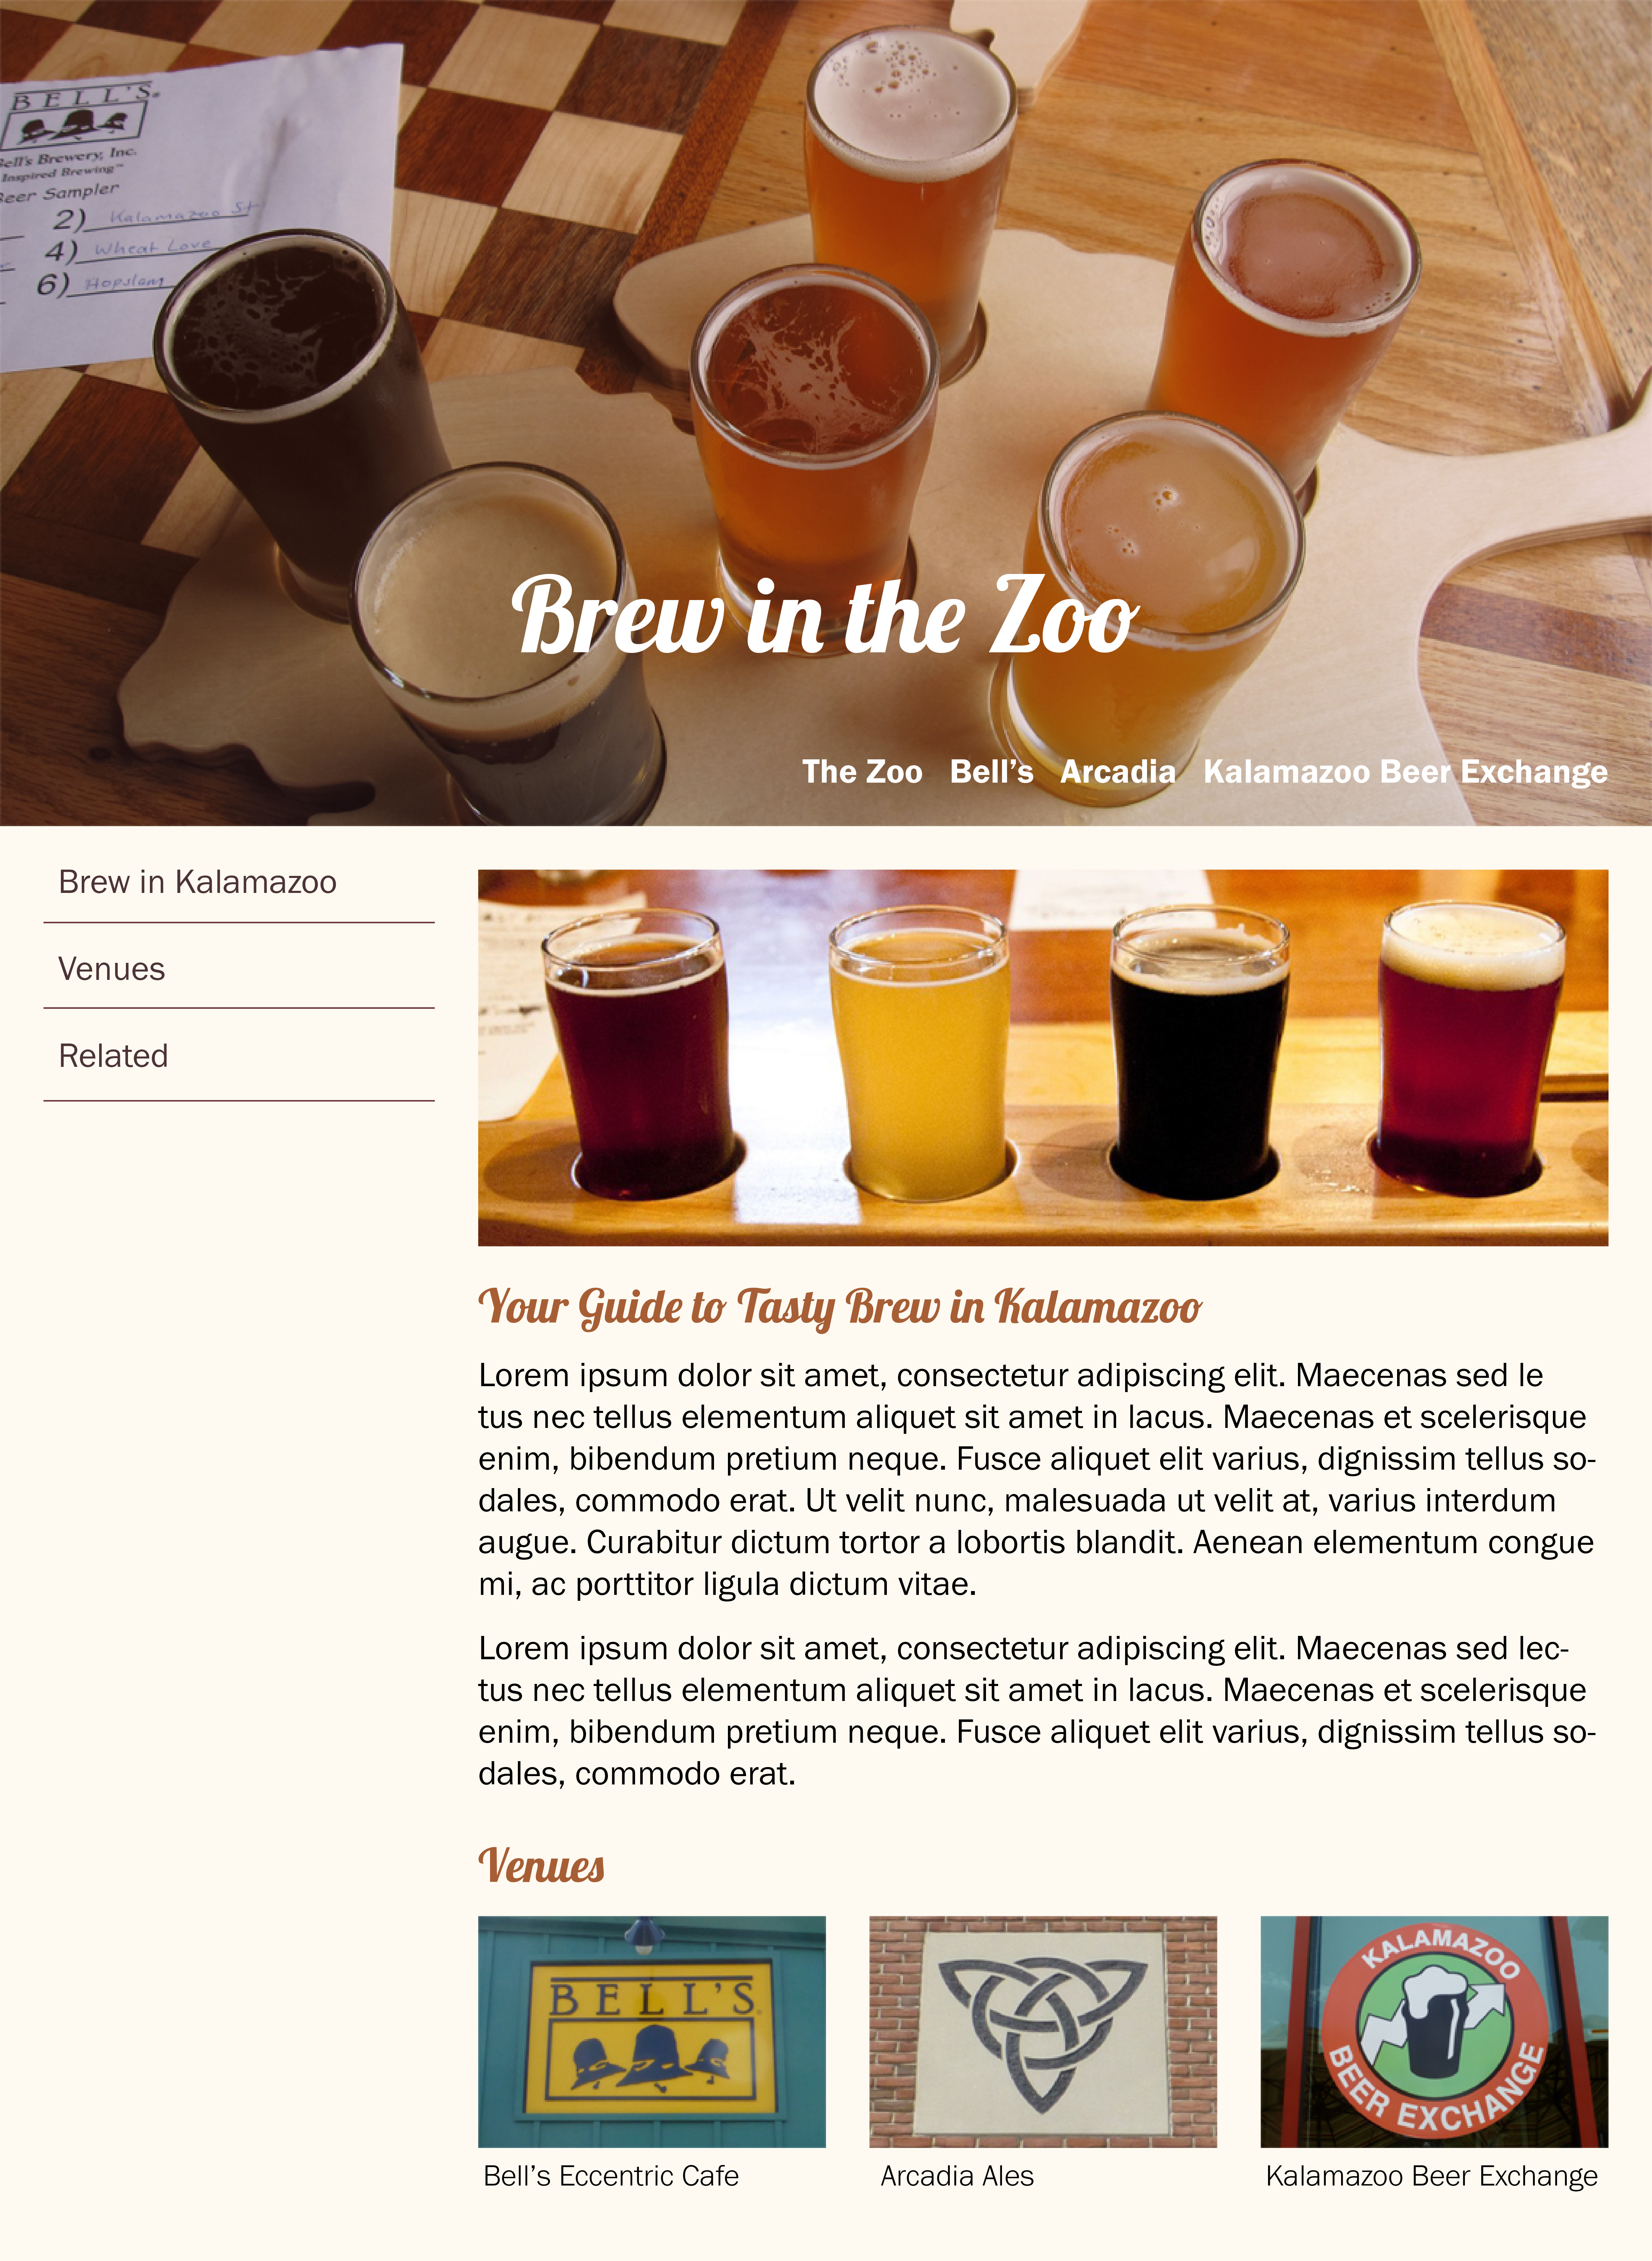 BELL'S®
Bell's Brewery, Inc.
Inspired Brewing™
Beer Sampler
2) Kalamazoo St
4) Wheat Love
6) Hopslam
Brew in the Zoo
The Zoo Bell's Arcadia Kalamazoo Beer Exchange
Brew in Kalamazoo
Venues
Related
Your Guide to Tasty Brew in Kalamazoo
Lorem ipsum dolor sit amet, consectetur adipiscing elit. Maecenas sed le
tus nec tellus elementum aliquet sit amet in lacus. Maecenas et scelerisque
enim, bibendum pretium neque. Fusce aliquet elit varius, dignissim tellus so-
dales, commodo erat. Ut velit nunc, malesuada ut velit at, varius interdum
augue. Curabitur dictum tortor a lobortis blandit. Aenean elementum congue
mi, ac porttitor ligula dictum vitae.
Lorem ipsum dolor sit amet, consectetur adipiscing elit. Maecenas sed lec-
tus nec tellus elementum aliquet sit amet in lacus. Maecenas et scelerisque
enim, bibendum pretium neque. Fusce aliquet elit varius, dignissim tellus so-
dales, commodo erat.
Venues
BELL'S
KALAMAZOO
BEER EXCHANGE
Bell's Eccentric Cafe
Arcadia Ales
Kalamazoo Beer Exchange